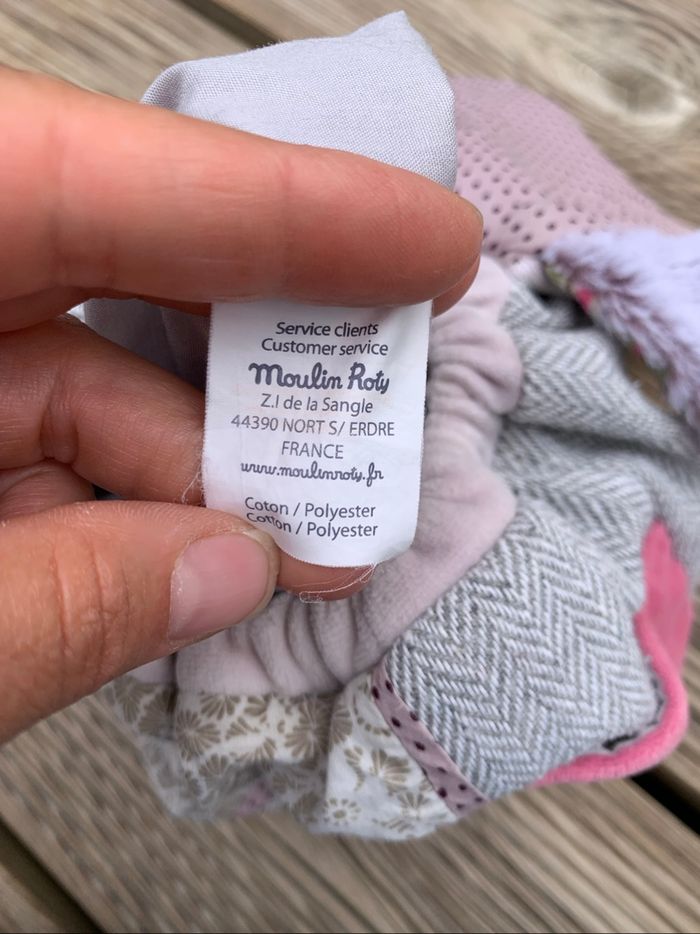 Service clients
Customer service
Moulin Roty
Z.I de la Sangle
44390 NORT S/ ERDRE
FRANCE
www.moulinroty.fr
Coton / Polyester
Cotton / Polyester